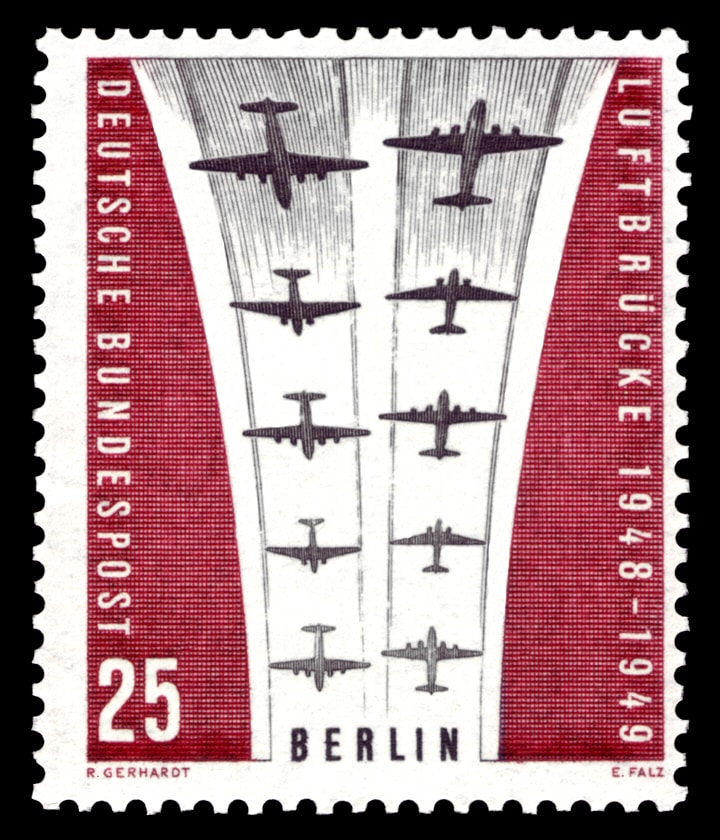 DEUTSCHE BUNDESPOST
LUFTBRÜCKE 1948-1949
25
BERLIN
R. GERHARDT
E. FALZ